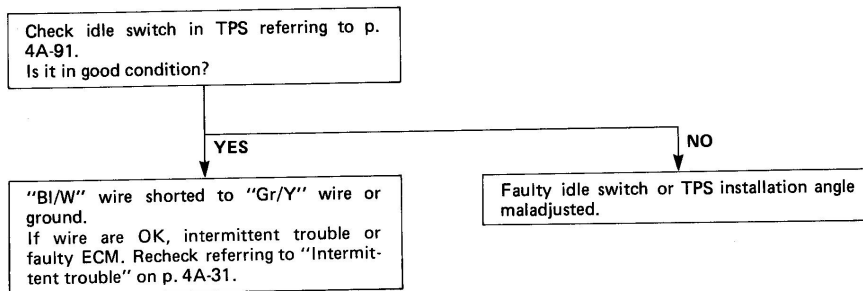 Check idle switch in TPS referring to p.
4A-91.
Is it in good condition?
YES
NO
"Bl/W" wire shorted to "Gr/Y" wire or
ground.
If wire are OK, intermittent trouble or
faulty ECM. Recheck referring to "Intermit-
tent trouble" on p. 4A-31.
Faulty idle switch or TPS installation angle
maladjusted.